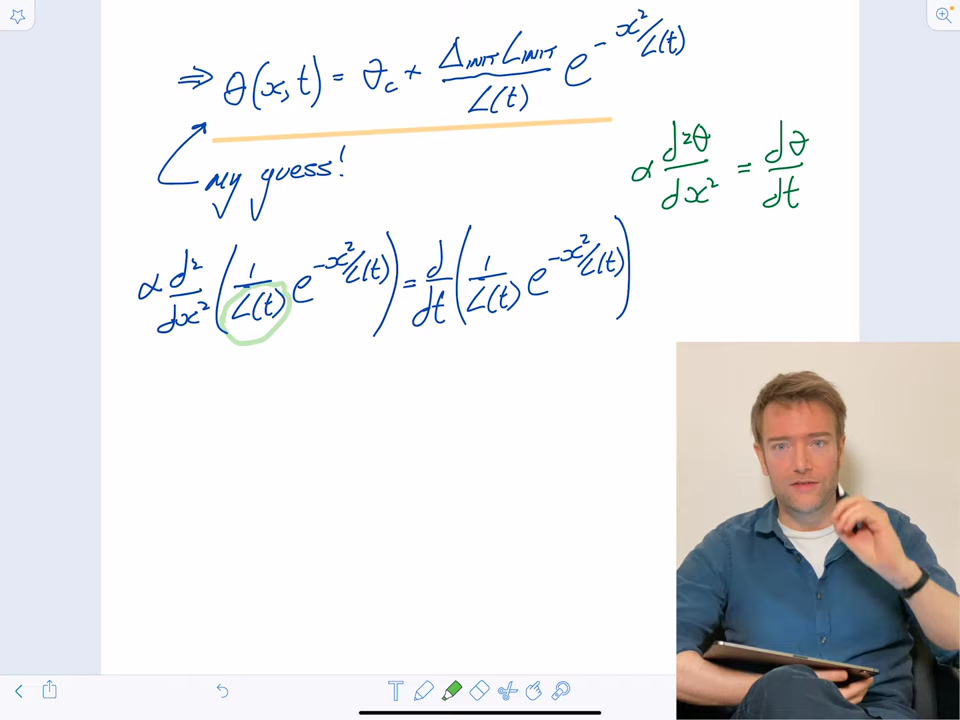 ⇒ θ(x,t) = θ_c + Δ_INIT L_INIT / L(t) e^(-x²/L(t))
My guess!
α d²θ/dx² = dθ/dt
α d²/dx² (1/L(t) e^(-x²/L(t))) = d/dt (1/L(t) e^(-x²/L(t)))
T